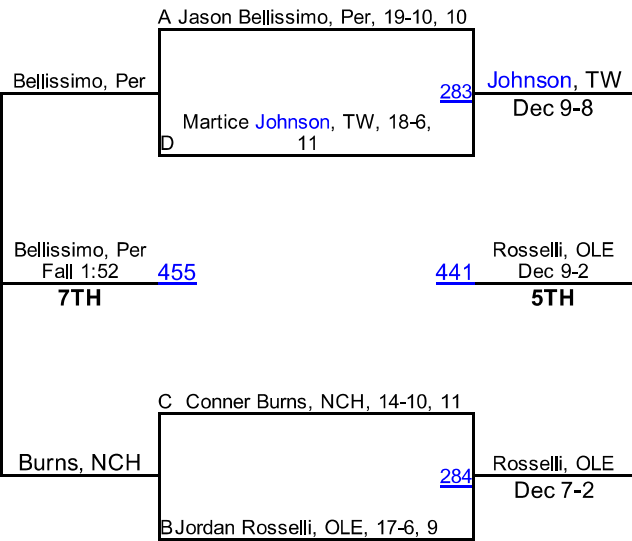 A Jason Bellissimo, Per, 19-10, 10
Bellissimo, Per
283
Johnson, TW
Dec 9-8
Martice Johnson, TW, 18-6,
D 11
Bellissimo, Per
Fall 1:52
455
7TH
441
Rosselli, OLE
Dec 9-2
5TH
C Conner Burns, NCH, 14-10, 11
Burns, NCH
284
Rosselli, OLE
Dec 7-2
BJordan Rosselli, OLE, 17-6, 9